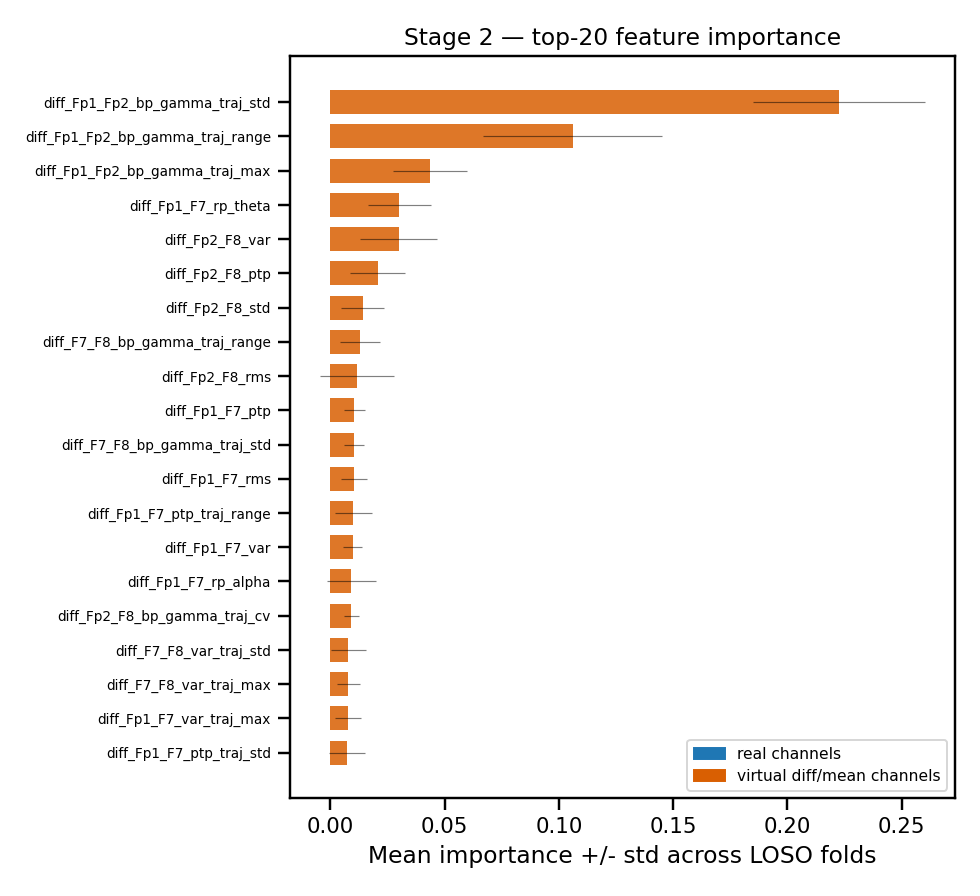 Stage 2 — top-20 feature importance
diff_Fp1_Fp2_bp_gamma_traj_std
diff_Fp1_Fp2_bp_gamma_traj_range
diff_Fp1_Fp2_bp_gamma_traj_max
diff_Fp1_F7_rp_theta
diff_Fp2_F8_var
diff_Fp2_F8_ptp
diff_Fp2_F8_std
diff_F7_F8_bp_gamma_traj_range
diff_Fp2_F8_rms
diff_Fp1_F7_ptp
diff_F7_F8_bp_gamma_traj_std
diff_Fp1_F7_rms
diff_Fp1_F7_ptp_traj_range
diff_Fp1_F7_var
diff_Fp1_F7_rp_alpha
diff_Fp2_F8_bp_gamma_traj_cv
diff_F7_F8_var_traj_std
diff_F7_F8_var_traj_max
diff_Fp1_F7_var_traj_max
diff_Fp1_F7_ptp_traj_std
real channels
virtual diff/mean channels
0.00 0.05 0.10 0.15 0.20 0.25
Mean importance +/- std across LOSO folds